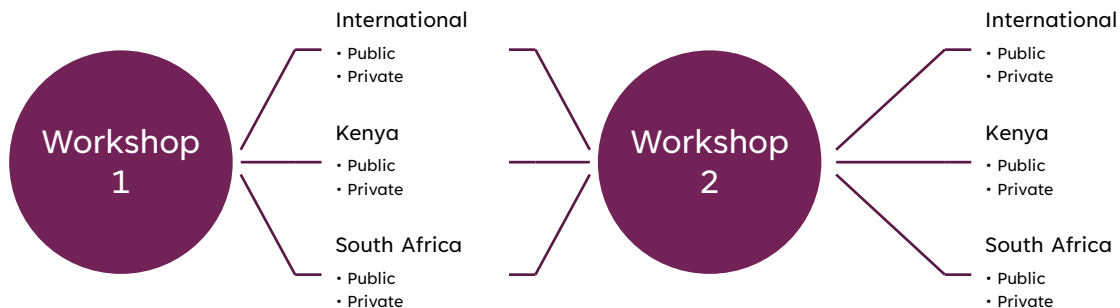 Workshop
1
International
• Public
• Private
Kenya
• Public
• Private
South Africa
• Public
• Private
Workshop
2
International
• Public
• Private
Kenya
• Public
• Private
South Africa
• Public
• Private